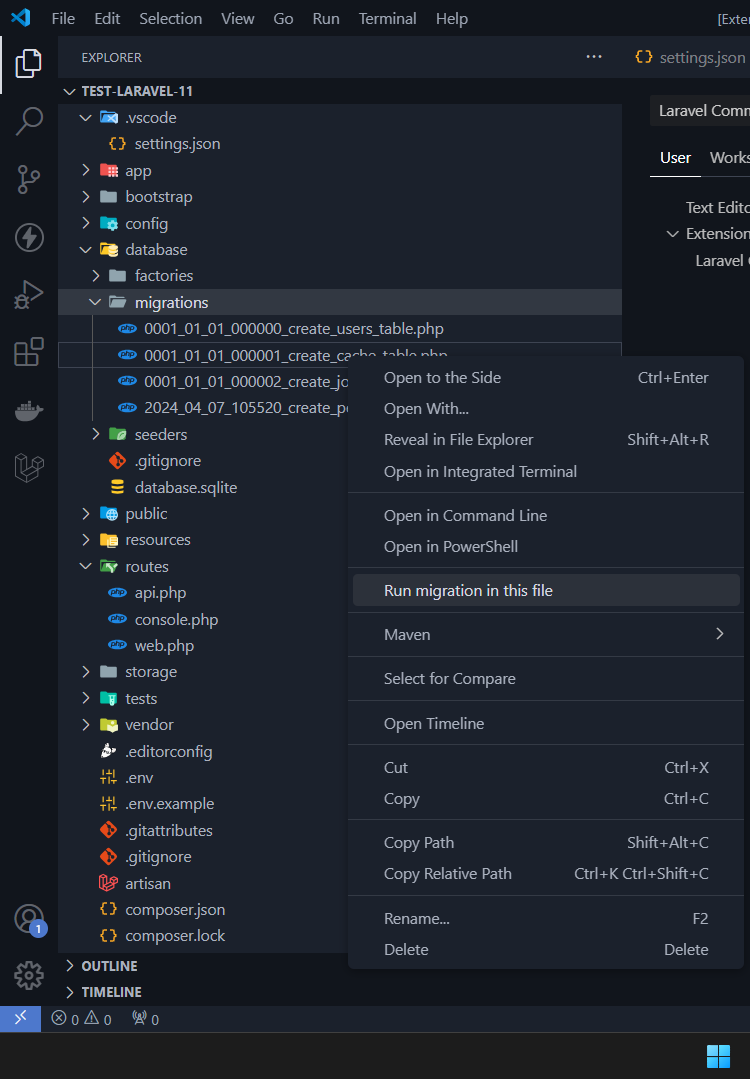 File Edit Selection View Go Run Terminal Help
EXPLORER
settings.json
TEST-LARAVEL-11
.vscode
settings.json
app
bootstrap
config
database
factories
migrations
0001_01_01_000000_create_users_table.php
0001_01_01_000001_create_cache_table.php
0001_01_01_000002_create_jo
2024_04_07_105520_create_p
seeders
.gitignore
database.sqlite
public
resources
routes
api.php
console.php
web.php
storage
tests
vendor
.editorconfig
.env
.env.example
.gitattributes
.gitignore
artisan
composer.json
composer.lock
OUTLINE
TIMELINE
1
0 0 0
Laravel Comm
User Works
Text Edito
Extension
Laravel
Open to the Side Ctrl+Enter
Open With...
Reveal in File Explorer Shift+Alt+R
Open in Integrated Terminal
Open in Command Line
Open in PowerShell
Run migration in this file
Maven
Select for Compare
Open Timeline
Cut Ctrl+X
Copy Ctrl+C
Copy Path Shift+Alt+C
Copy Relative Path Ctrl+K Ctrl+Shift+C
Rename... F2
Delete Delete